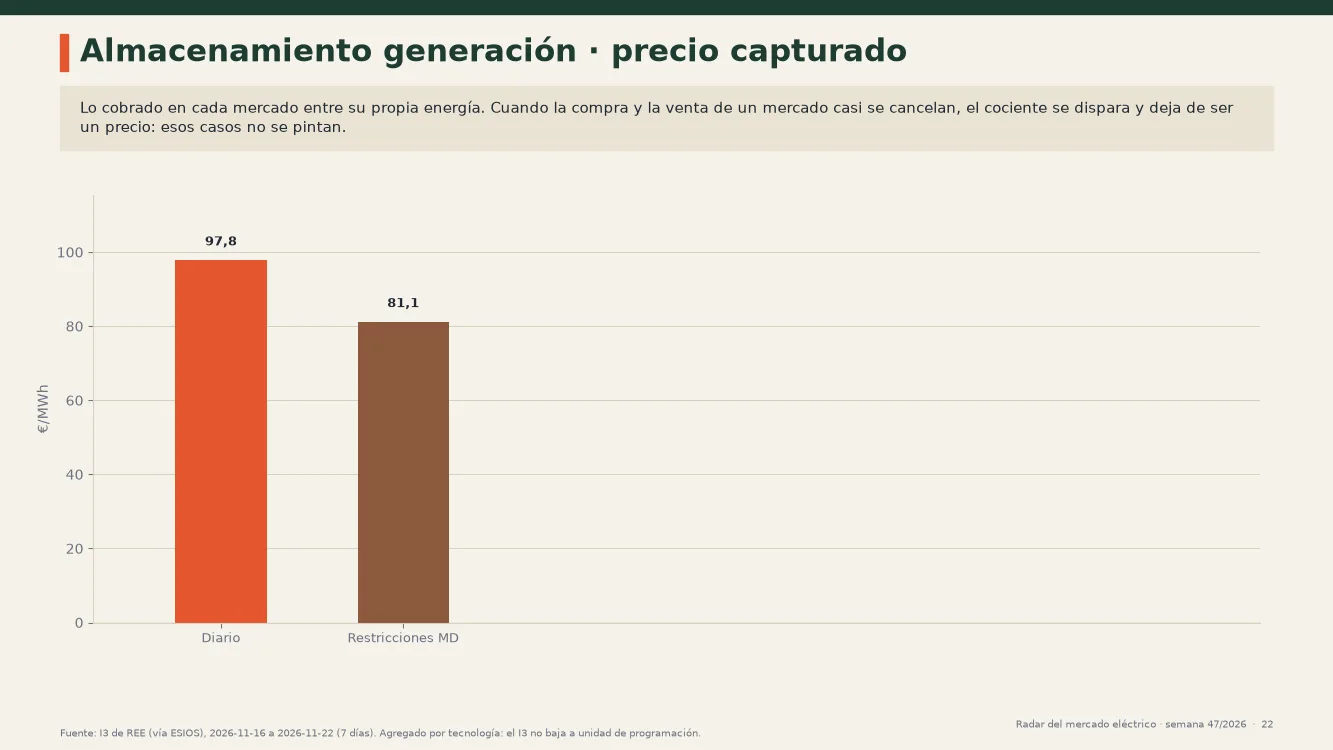 Almacenamiento generación · precio capturado
Lo cobrado en cada mercado entre su propia energía. Cuando la compra y la venta de un mercado casi se cancelan, el cociente se dispara y deja de ser
un precio: esos casos no se pintan.
€/MWh
100
80
60
40
20
0
97,8
81,1
Diario
Restricciones MD
Fuente: I3 de REE (vía ESIOS), 2026-11-16 a 2026-11-22 (7 días). Agregado por tecnología: el I3 no baja a unidad de programación.
Radar del mercado eléctrico · semana 47/2026 · 22